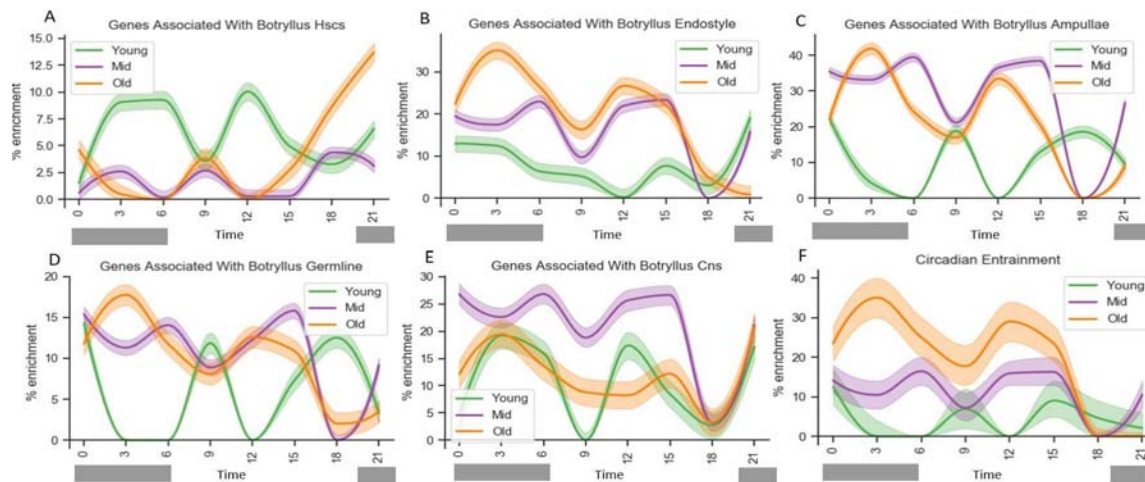 A
Genes Associated With Botryllus Hscs
15.0
12.5
10.0
7.5
5.0
2.5
0.0
% enrichment
Young
Mid
Old
0 3 6 9 12 15 18 21
Time
B
Genes Associated With Botryllus Endostyle
30
20
10
0
% enrichment
Young
Mid
Old
0 3 6 9 12 15 18 21
Time
C
Genes Associated With Botryllus Ampullae
40
30
20
10
0
% enrichment
Young
Mid
Old
0 3 6 9 12 15 18 21
Time
D
Genes Associated With Botryllus Germline
20
15
10
5
0
% enrichment
Young
Mid
Old
0 3 6 9 12 15 18 21
Time
E
Genes Associated With Botryllus Cns
30
25
20
15
10
5
0
% enrichment
Young
Mid
Old
0 3 6 9 12 15 18 21
Time
F
Circadian Entrainment
40
30
20
10
0
% enrichment
Young
Mid
Old
0 3 6 9 12 15 18 21
Time